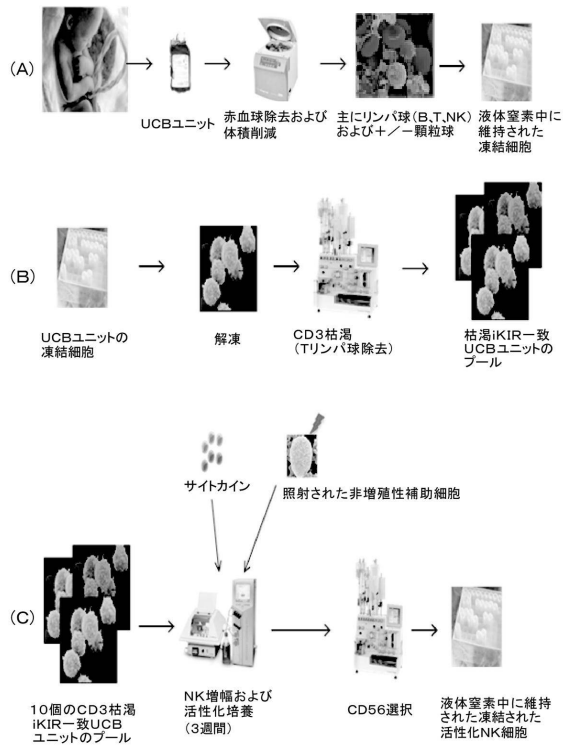 (A)
UCBユニット
赤血球除去および
体積削減
主にリンパ球(B、T、NK)
および+/-顆粒球
液体窒素中に
維持された
凍結細胞
(B)
UCBユニットの
凍結細胞
解凍
CD3枯渇
(Tリンパ球除去)
枯渇iKIR一致
UCBユニットの
プール
サイトカイン
照射された非増殖性補助細胞
(C)
10個のCD3枯渇
iKIR一致UCB
ユニットのプール
NK増幅および
活性化培養
(3週間)
CD56選択
液体窒素中に維持
された凍結された
活性化NK細胞